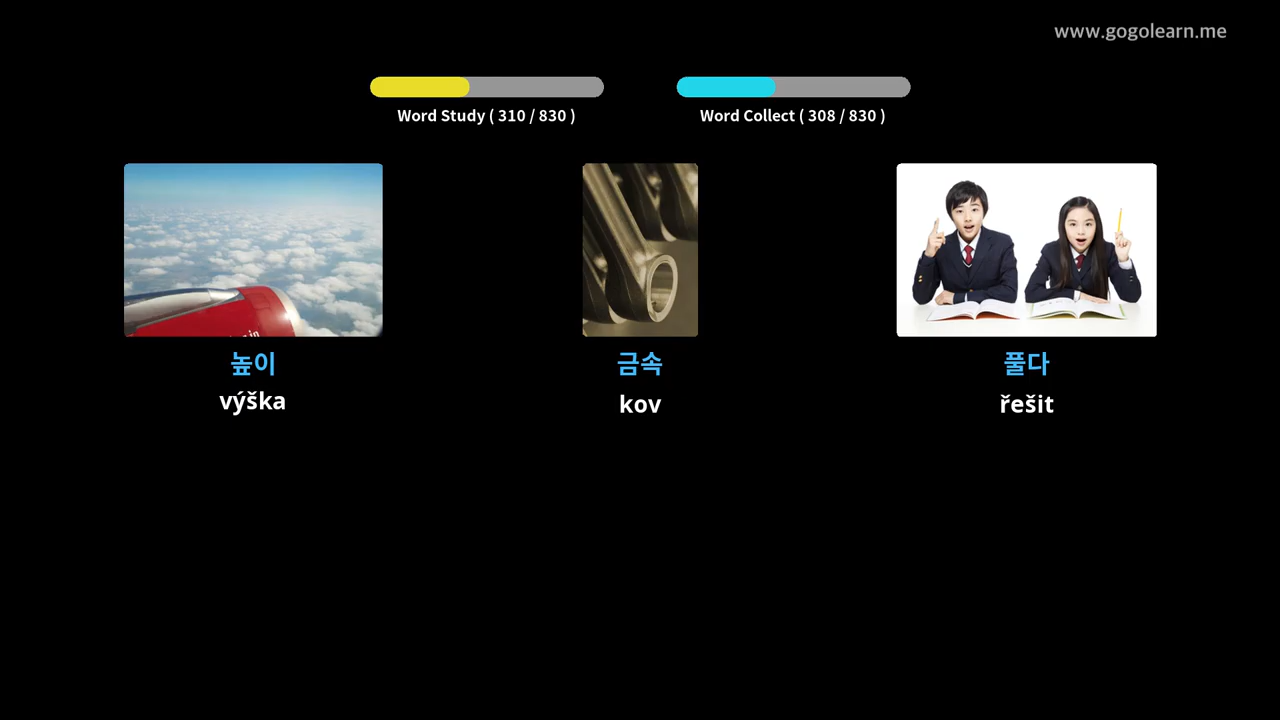 www.gogolearn.me
Word Study ( 310 / 830 )
Word Collect ( 308 / 830 )
높이
výška
금속
kov
풀다
řešit